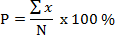 P = ∑ x / N x 100 %